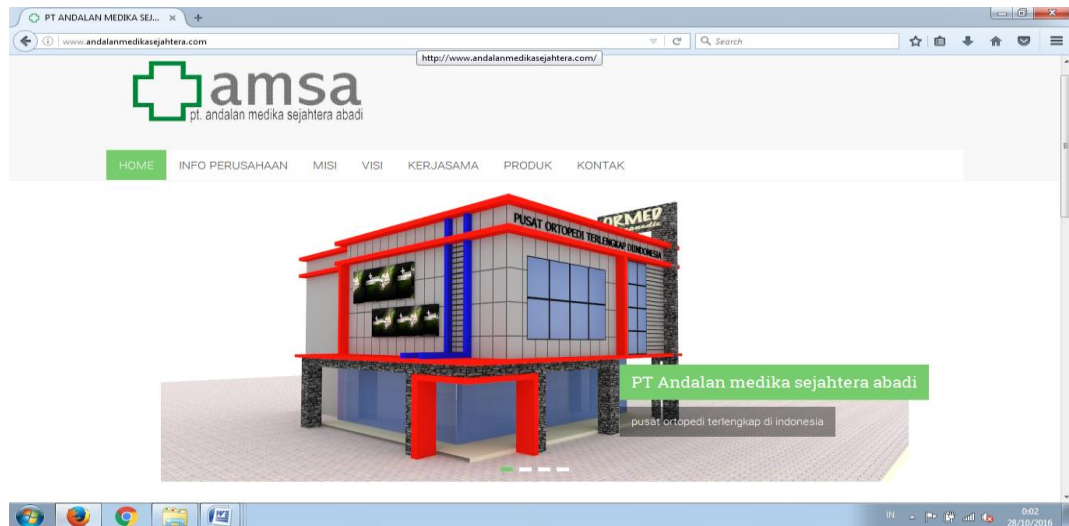 PT ANDALAN MEDIKA SEJ...
www.andalanmedikasejahtera.com
Search
http://www.andalanmedikasejahtera.com/
amsa
pt. andalan medika sejahtera abadi
HOME INFO PERUSAHAAN MISI VISI KERJASAMA PRODUK KONTAK
PUSAT ORTOPEDI TERLENGKAP DI INDONESIA
PT Andalan medika sejahtera abadi
pusat ortopedi terlengkap di indonesia
IN
0:02
28/10/2016